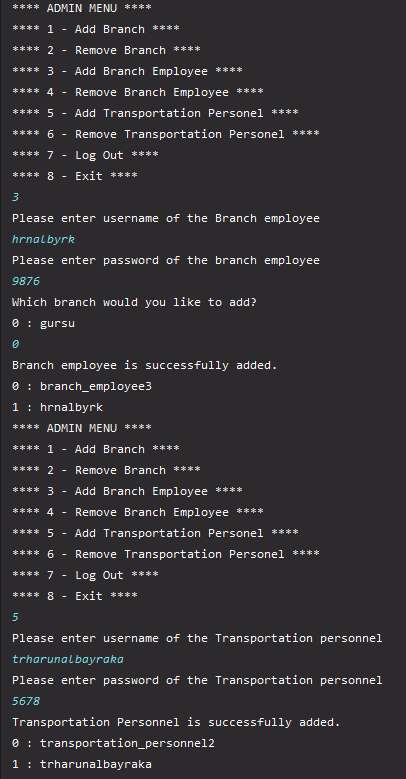 **** ADMIN MENU ****
**** 1 - Add Branch ****
**** 2 - Remove Branch ****
**** 3 - Add Branch Employee ****
**** 4 - Remove Branch Employee ****
**** 5 - Add Transportation Personel ****
**** 6 - Remove Transportation Personel ****
**** 7 - Log Out ****
**** 8 - Exit ****
3
Please enter username of the Branch employee
hrnalbyrk
Please enter password of the branch employee
9876
Which branch would you like to add?
0 : gursu
0
Branch employee is successfully added.
0 : branch_employee3
1 : hrnalbyrk
**** ADMIN MENU ****
**** 1 - Add Branch ****
**** 2 - Remove Branch ****
**** 3 - Add Branch Employee ****
**** 4 - Remove Branch Employee ****
**** 5 - Add Transportation Personel ****
**** 6 - Remove Transportation Personel ****
**** 7 - Log Out ****
**** 8 - Exit ****
5
Please enter username of the Transportation personnel
trharunalbayraka
Please enter password of the Transportation personnel
5678
Transportation Personnel is successfully added.
0 : transportation_personnel2
1 : trharunalbayraka